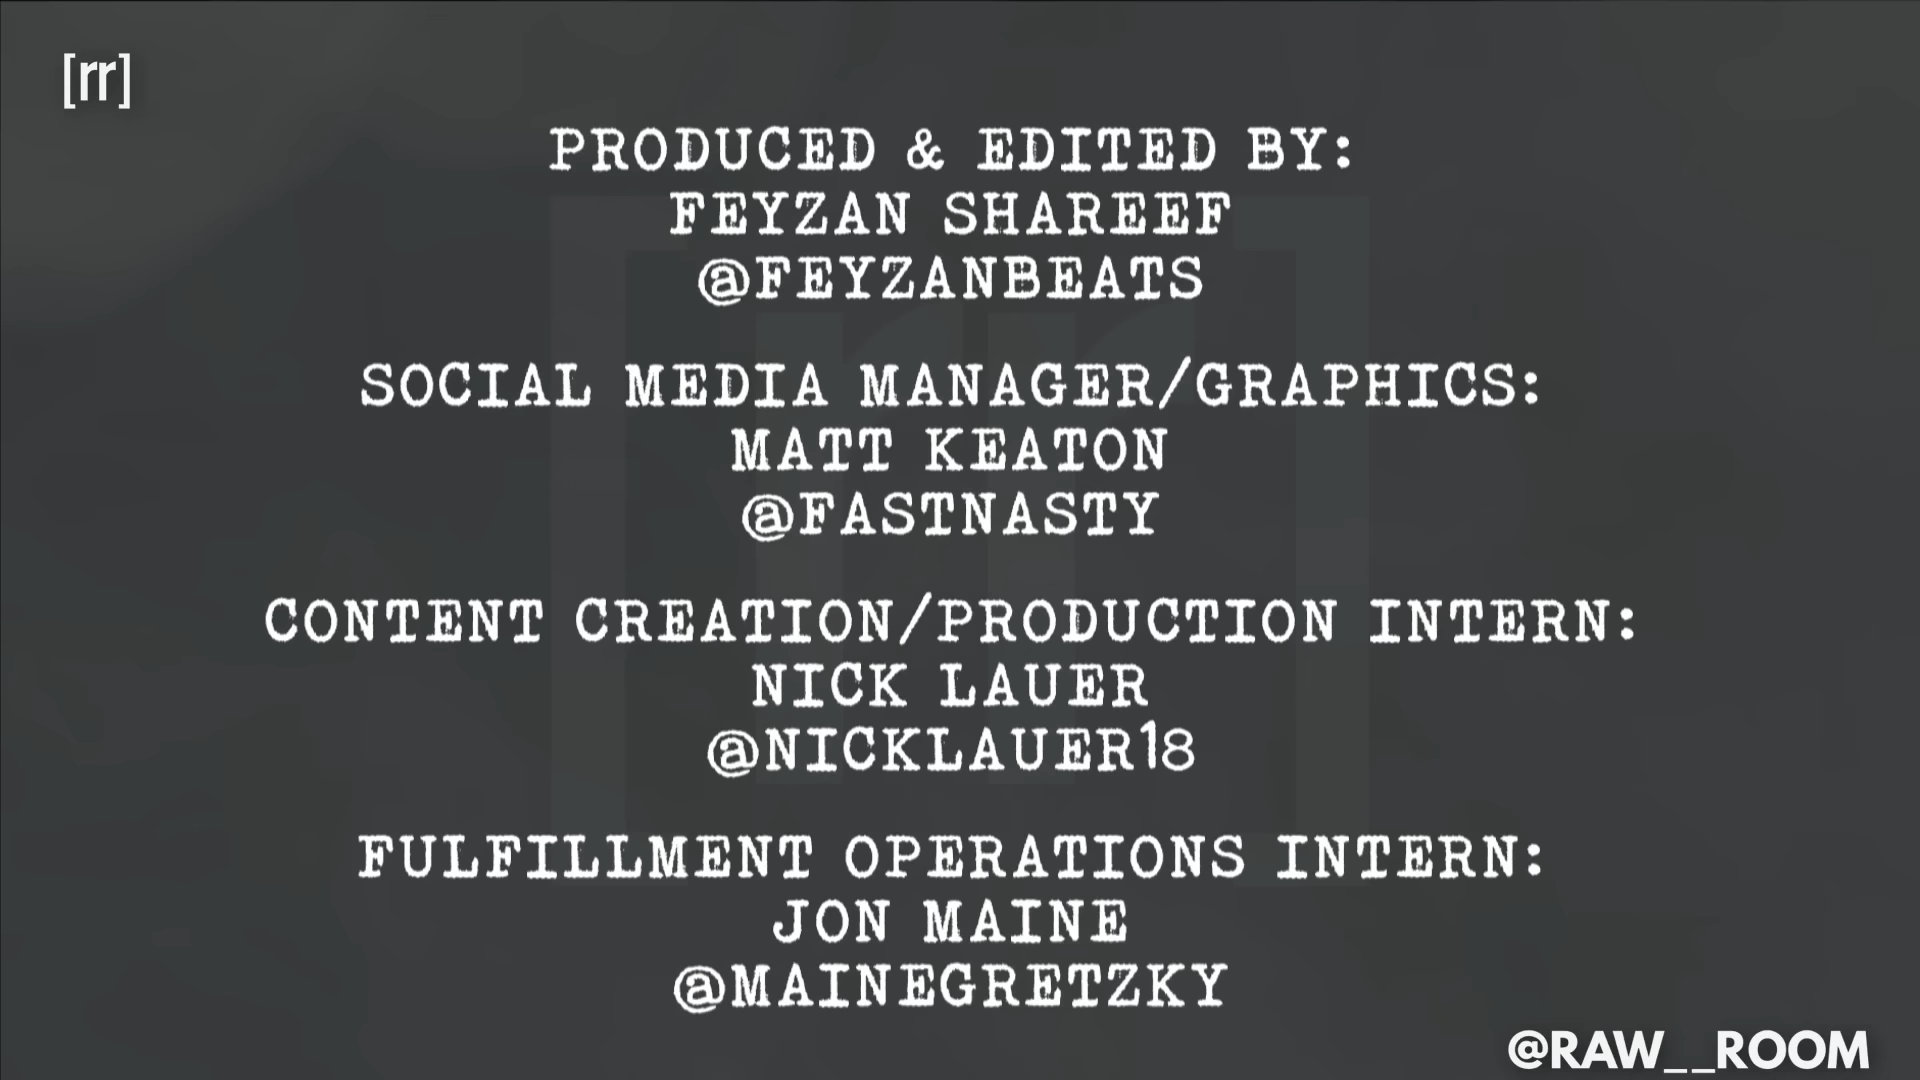 [rr]
PRODUCED & EDITED BY:
FEYZAN SHAREEF
@FEYZANBEATS
SOCIAL MEDIA MANAGER/GRAPHICS:
MATT KEATON
@FASTNASTY
CONTENT CREATION/PRODUCTION INTERN:
NICK LAUER
@NICKLAUER18
FULFILLMENT OPERATIONS INTERN:
JON MAINE
@MAINEGRETZKY
@RAW__ROOM